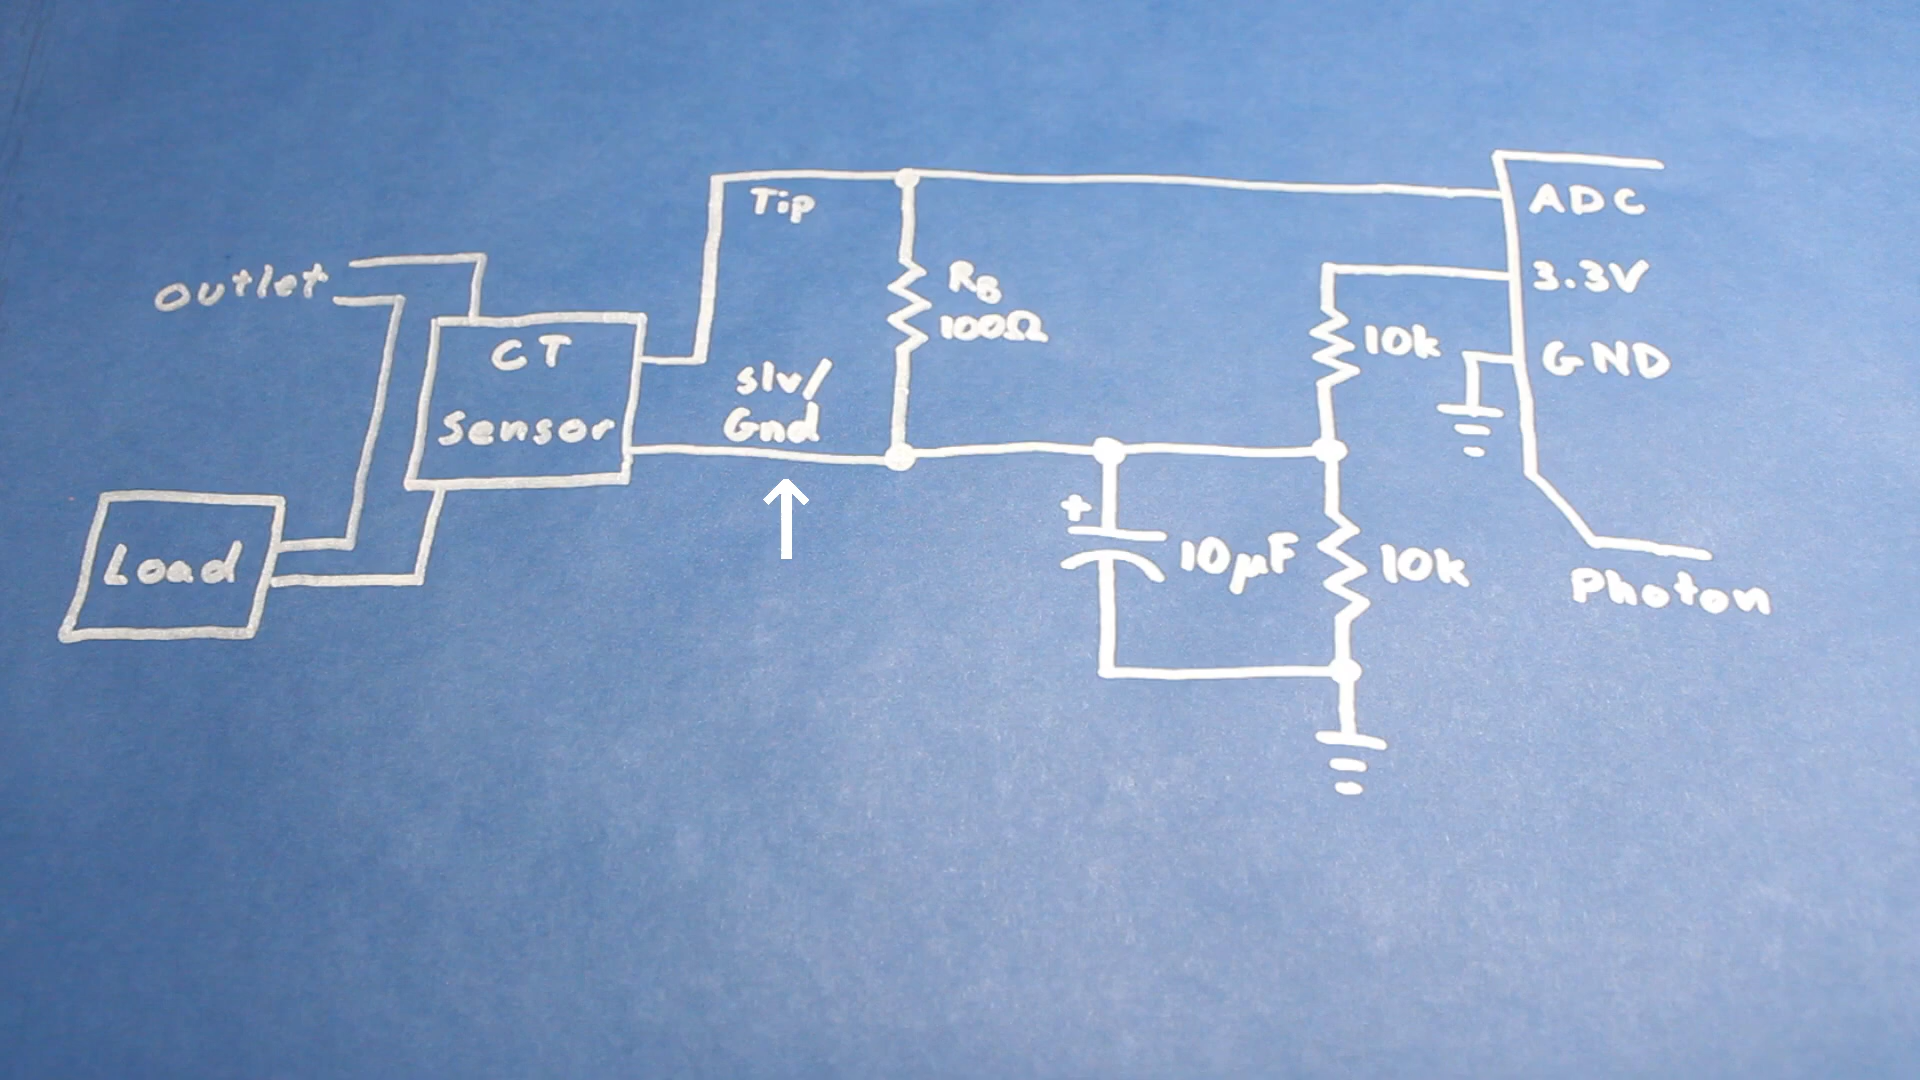 Tip
ADC
outlet
RB
100Ω
3.3V
CT
Sensor
slv/
Gnd
10k
GND
Load
+
10µF
10k
Photon